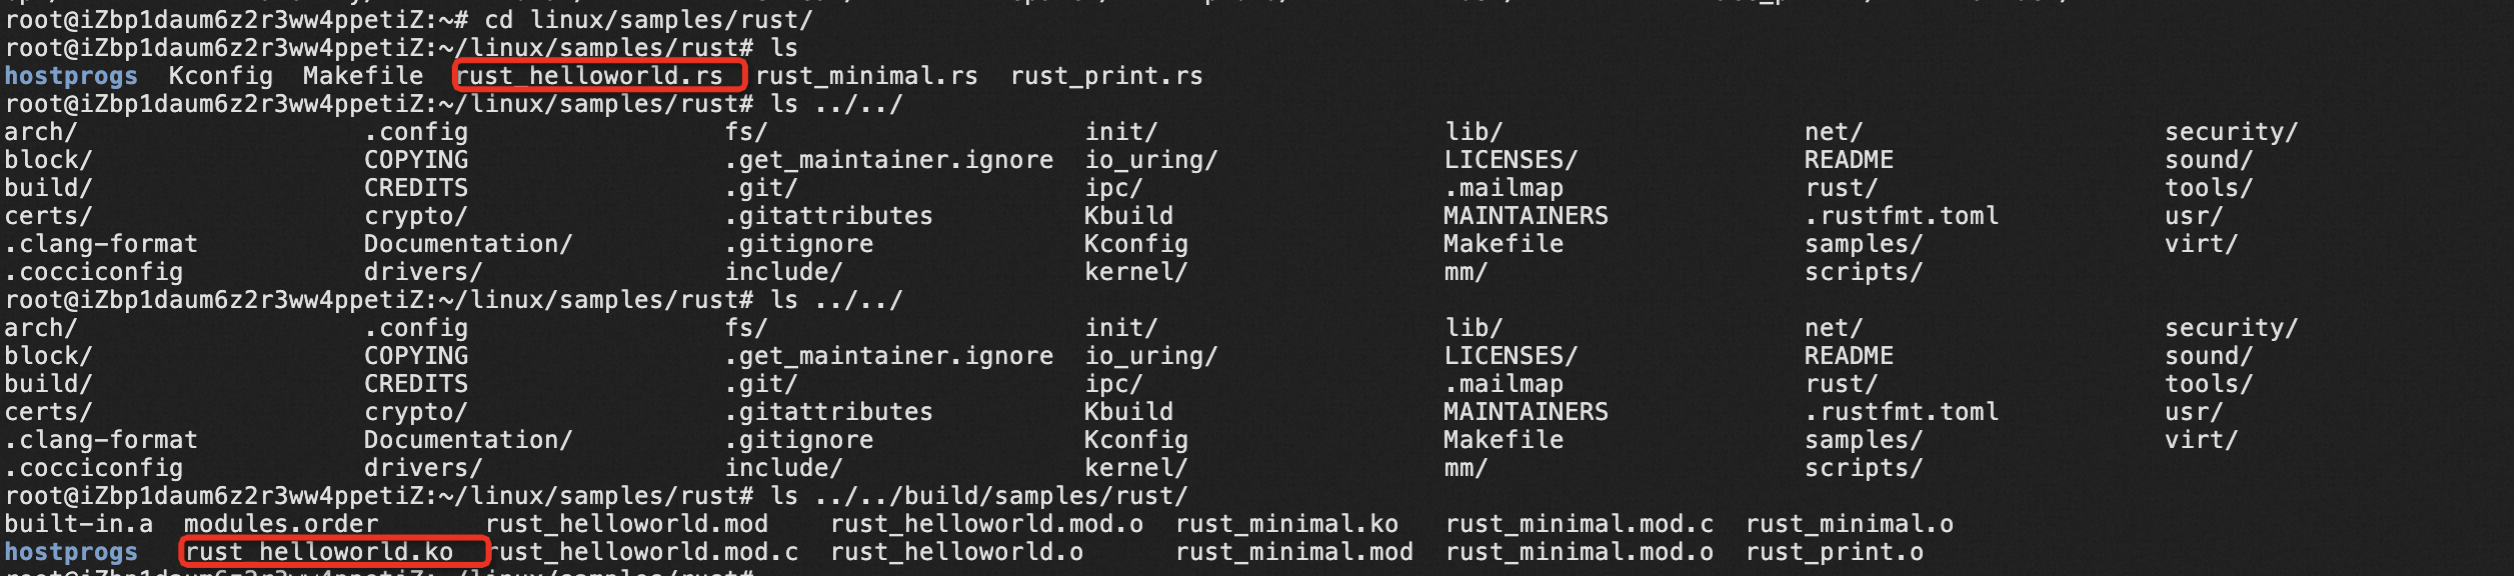 root@iZbp1daum6z2r3ww4ppetiZ:~# cd linux/samples/rust/
root@iZbp1daum6z2r3ww4ppetiZ:~/linux/samples/rust# ls
hostprogs  Kconfig  Makefile  rust_helloworld.rs  rust_minimal.rs  rust_print.rs
root@iZbp1daum6z2r3ww4ppetiZ:~/linux/samples/rust# ls ../../
arch/  .config  fs/  init/  lib/  net/  security/
block/  COPYING  .get_maintainer.ignore  io_uring/  LICENSES/  README  sound/
build/  CREDITS  .git/  ipc/  .mailmap  rust/  tools/
certs/  crypto/  .gitattributes  Kbuild  MAINTAINERS  .rustfmt.toml  usr/
.clang-format  Documentation/  .gitignore  Kconfig  Makefile  samples/  virt/
.cocciconfig  drivers/  include/  kernel/  mm/  scripts/
root@iZbp1daum6z2r3ww4ppetiZ:~/linux/samples/rust# ls ../../
arch/  .config  fs/  init/  lib/  net/  security/
block/  COPYING  .get_maintainer.ignore  io_uring/  LICENSES/  README  sound/
build/  CREDITS  .git/  ipc/  .mailmap  rust/  tools/
certs/  crypto/  .gitattributes  Kbuild  MAINTAINERS  .rustfmt.toml  usr/
.clang-format  Documentation/  .gitignore  Kconfig  Makefile  samples/  virt/
.cocciconfig  drivers/  include/  kernel/  mm/  scripts/
root@iZbp1daum6z2r3ww4ppetiZ:~/linux/samples/rust# ls ../../build/samples/rust/
built-in.a  modules.order  rust_helloworld.mod  rust_helloworld.mod.o  rust_minimal.ko  rust_minimal.mod.c  rust_minimal.o
hostprogs  rust_helloworld.ko  rust_helloworld.mod.c  rust_helloworld.o  rust_minimal.mod  rust_minimal.mod.o  rust_print.o